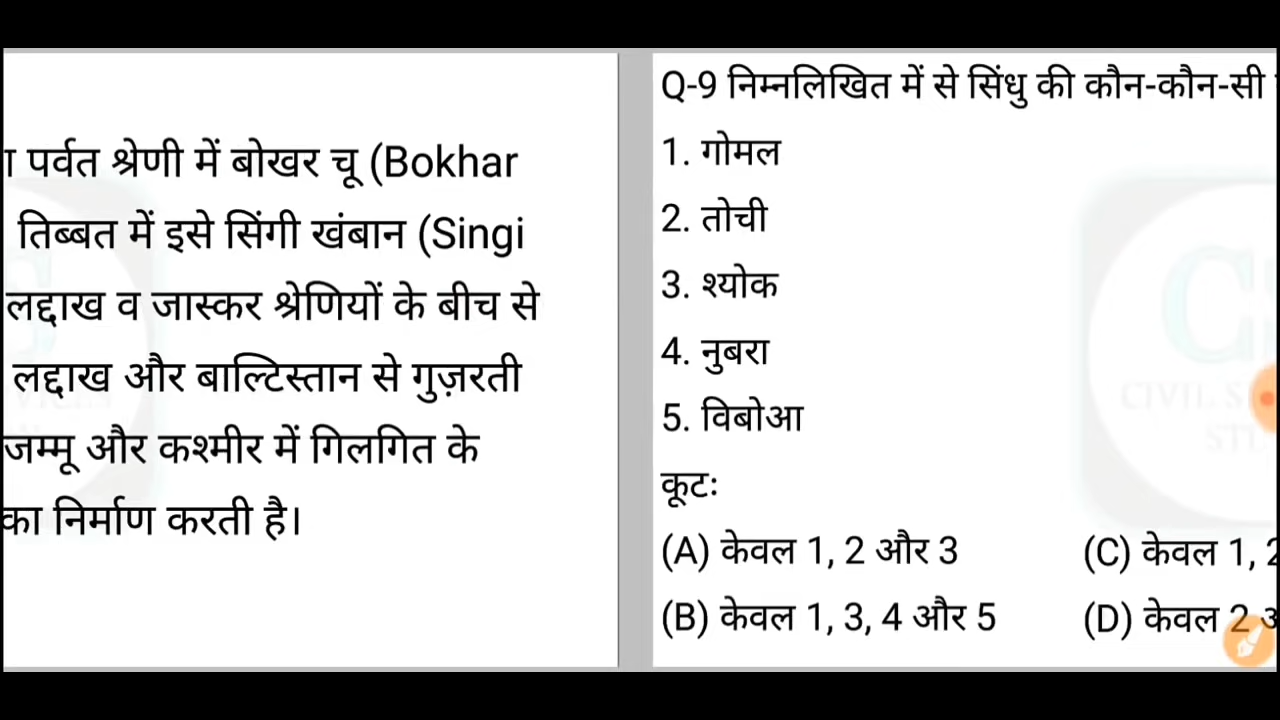 पर्वत श्रेणी में बोखर चू (Bokhar
तिब्बत में इसे सिंगी खंबान (Singi
लद्दाख व जास्कर श्रेणियों के बीच से
लद्दाख और बाल्टिस्तान से गुज़रती
जम्मू और कश्मीर में गिलगित के
का निर्माण करती है।
Q-9 निम्नलिखित में से सिंधु की कौन-कौन-सी
1. गोमल
2. तोची
3. श्योक
4. नुबरा
5. विबोआ
कूटः
(A) केवल 1, 2 और 3 (C) केवल 1, 2
(B) केवल 1, 3, 4 और 5 (D) केवल 2